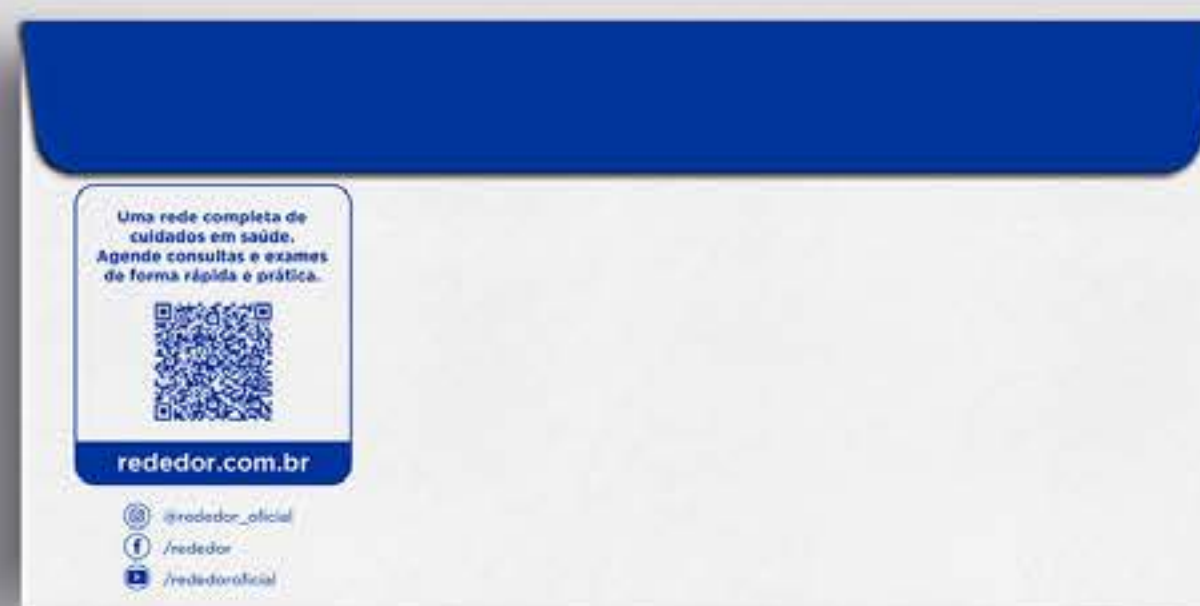 Uma rede completa de
cuidados em saúde.
Agende consultas e exames
de forma rápida e prática.
rededor.com.br
@rededor_oficial
/rededor
/rededoroficial